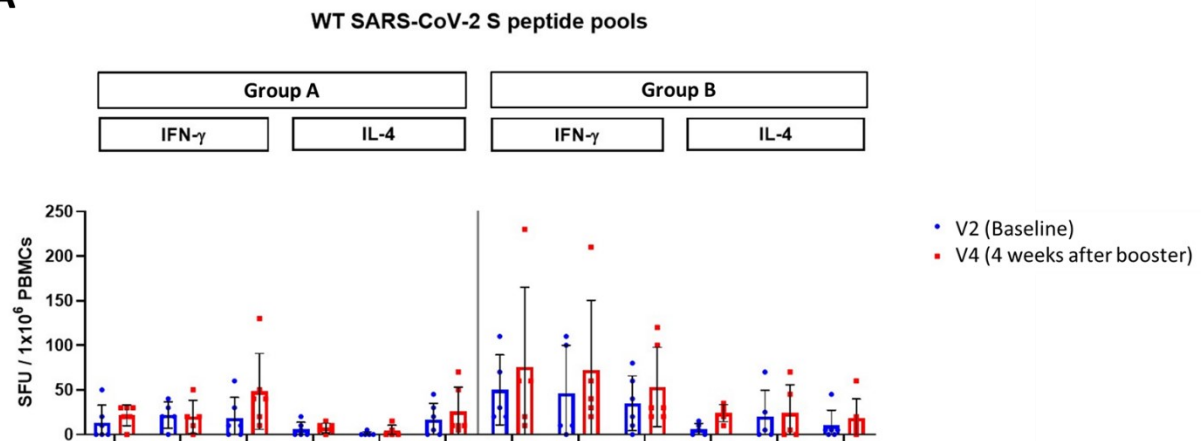 A
WT SARS-CoV-2 S peptide pools
Group A
Group B
IFN-γ
IL-4
IFN-γ
IL-4
SFU / 1x10⁶ PBMCs
250
200
150
100
50
0
V2 (Baseline)
V4 (4 weeks after booster)